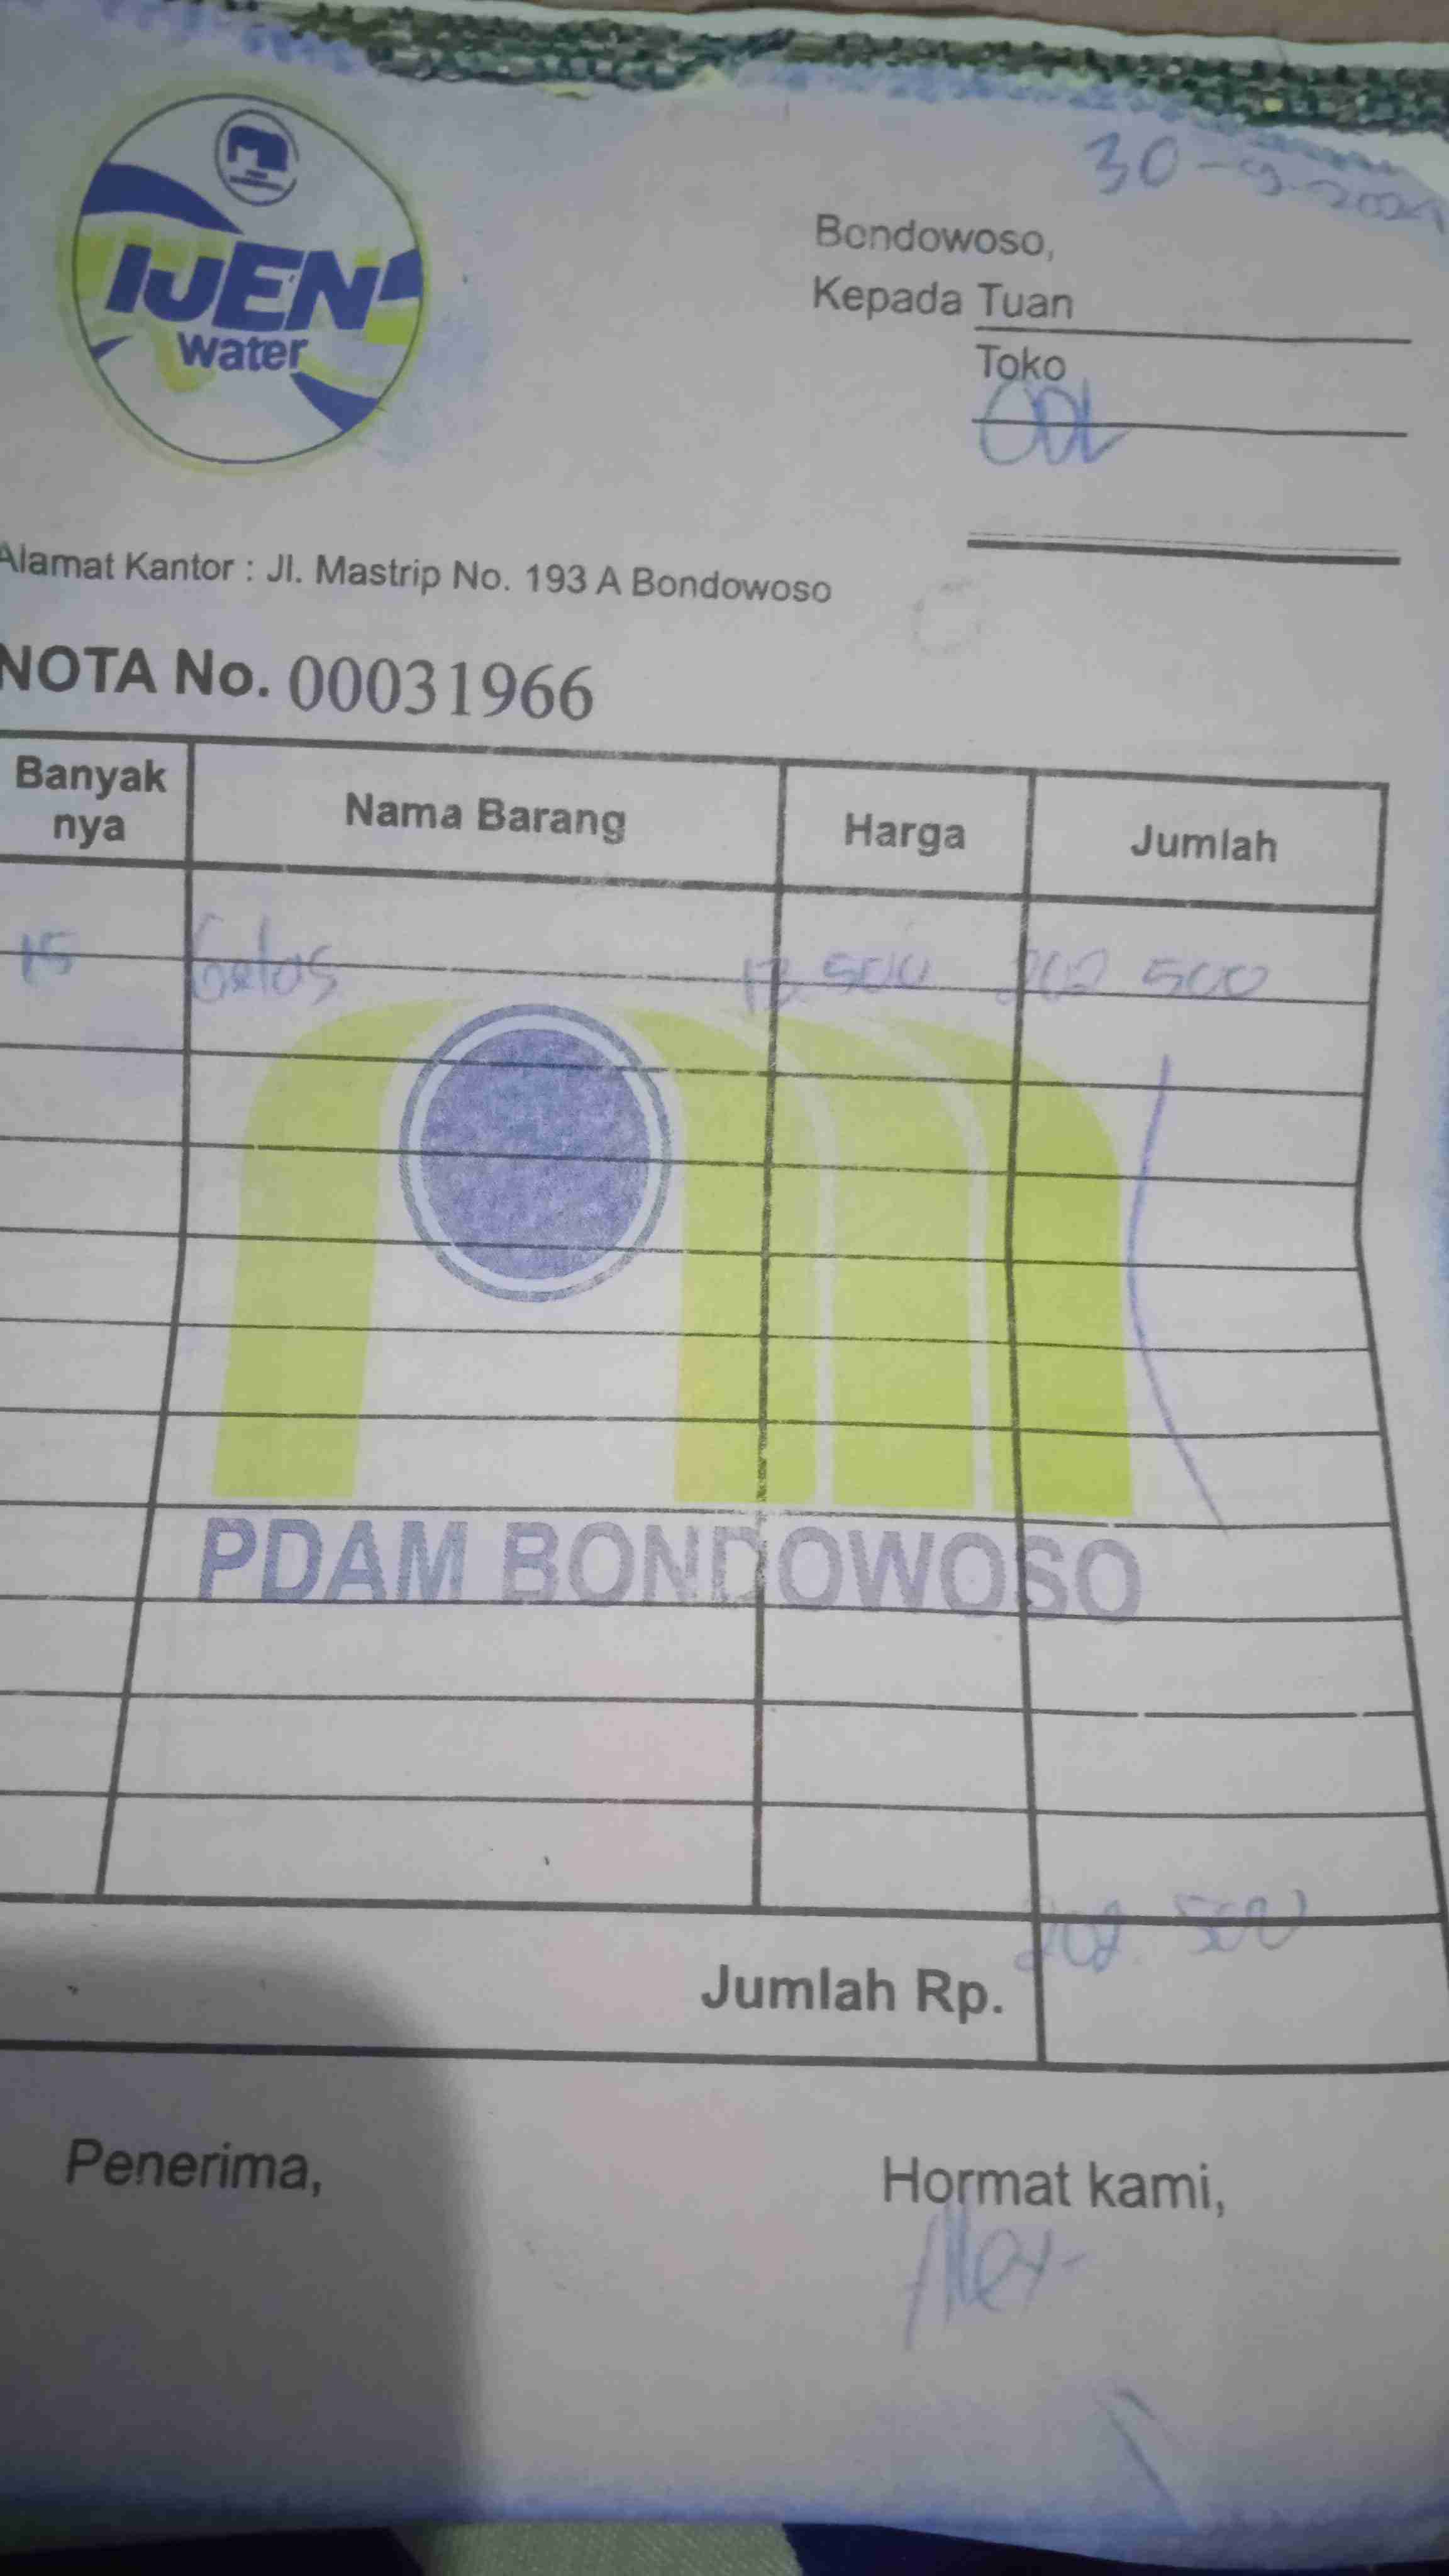 30-9-2024
IJEN
Water
Bondowoso,
Kepada Tuan
Toko
ODL
Alamat Kantor : Jl. Mastrip No. 193 A Bondowoso
NOTA No. 00031966
Banyak nya Nama Barang Harga Jumlah
15 Gelas 13 500 202 500
PDAM BONDOWOSO
202. 500
Jumlah Rp.
Penerima, Hormat kami,